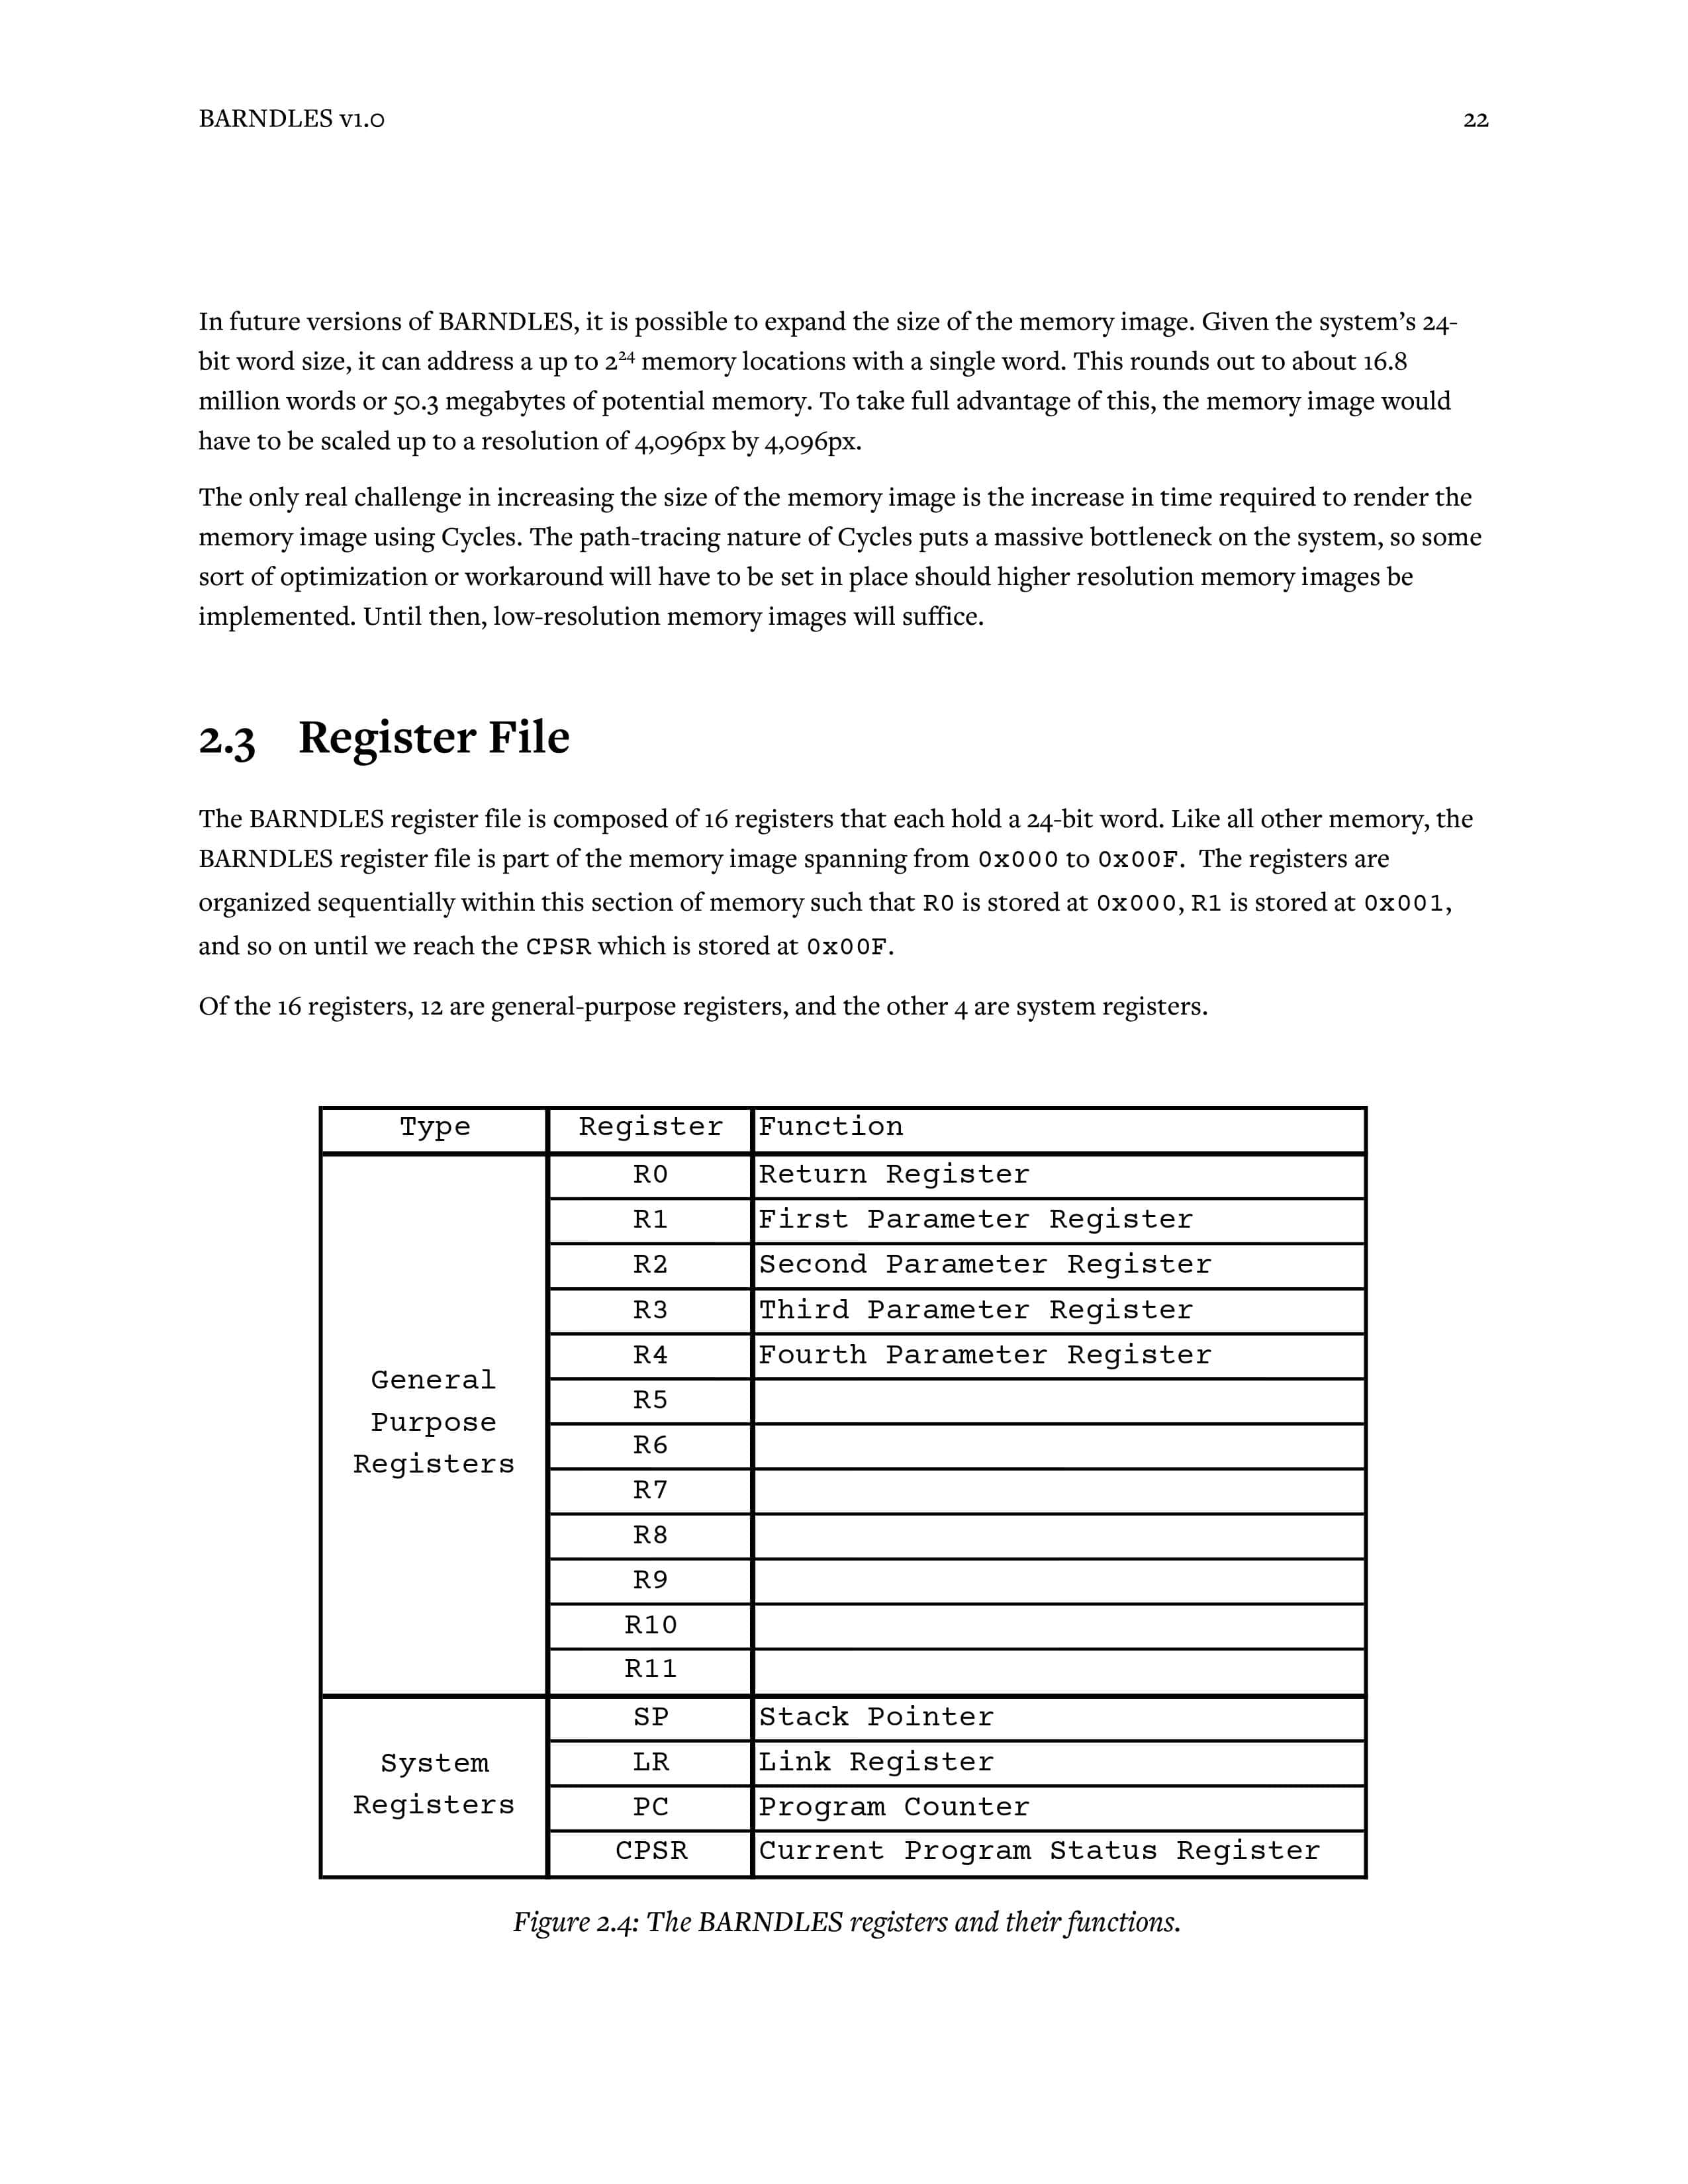 BARNDLES v1.0 22
In future versions of BARNDLES, it is possible to expand the size of the memory image. Given the system’s 24-
bit word size, it can address a up to 2²⁴ memory locations with a single word. This rounds out to about 16.8
million words or 50.3 megabytes of potential memory. To take full advantage of this, the memory image would
have to be scaled up to a resolution of 4,096px by 4,096px.
The only real challenge in increasing the size of the memory image is the increase in time required to render the
memory image using Cycles. The path-tracing nature of Cycles puts a massive bottleneck on the system, so some
sort of optimization or workaround will have to be set in place should higher resolution memory images be
implemented. Until then, low-resolution memory images will suffice.
2.3 Register File
The BARNDLES register file is composed of 16 registers that each hold a 24-bit word. Like all other memory, the
BARNDLES register file is part of the memory image spanning from 0x000 to 0x00F. The registers are
organized sequentially within this section of memory such that R0 is stored at 0x000, R1 is stored at 0x001,
and so on until we reach the CPSR which is stored at 0x00F.
Of the 16 registers, 12 are general-purpose registers, and the other 4 are system registers.
Type Register Function
R0 Return Register
R1 First Parameter Register
R2 Second Parameter Register
R3 Third Parameter Register
R4 Fourth Parameter Register
General
Purpose
Registers
R5
R6
R7
R8
R9
R10
R11
System
Registers
SP Stack Pointer
LR Link Register
PC Program Counter
CPSR Current Program Status Register
Figure 2.4: The BARNDLES registers and their functions.